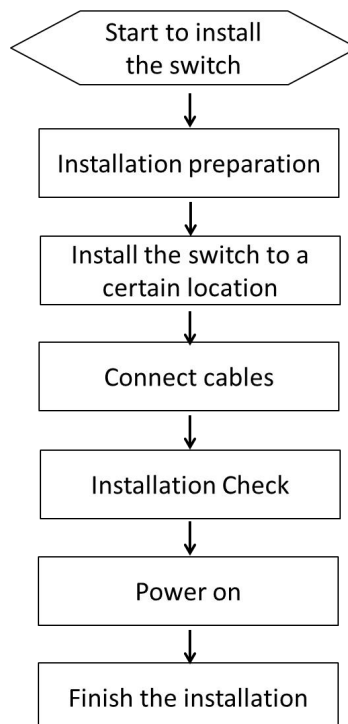 Start to install
the switch
Installation preparation
Install the switch to a
certain location
Connect cables
Installation Check
Power on
Finish the installation